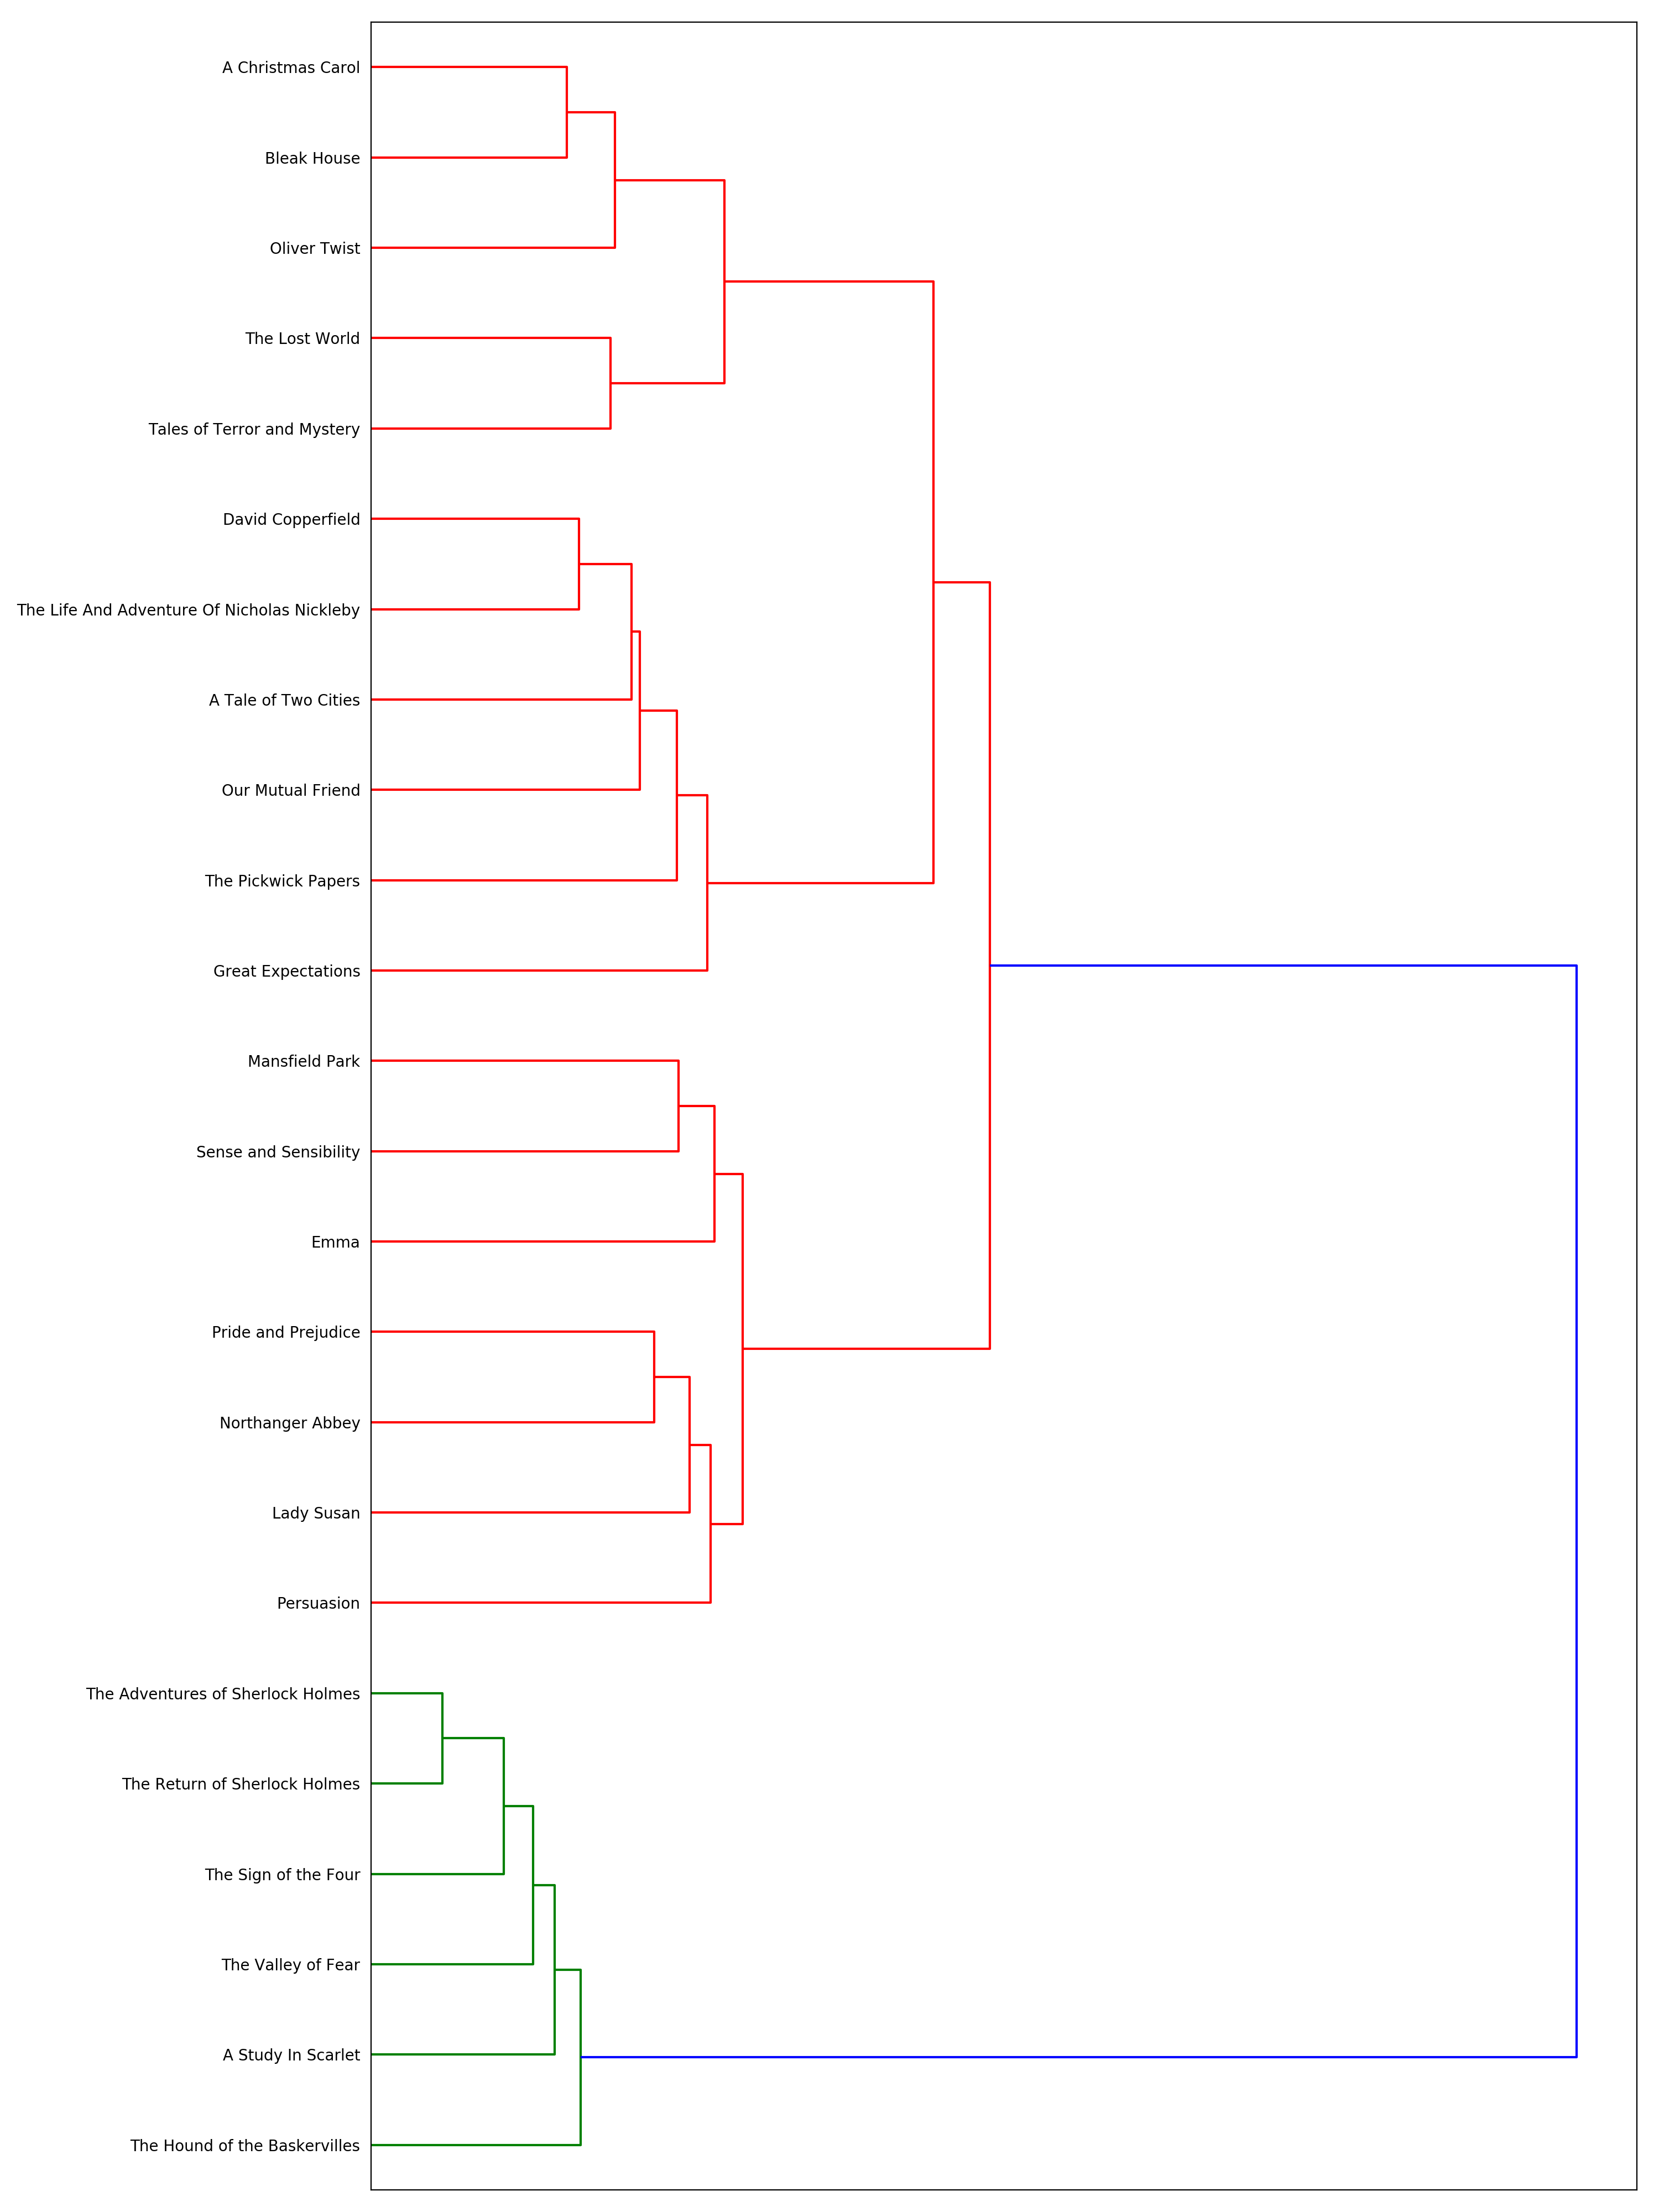 A Christmas Carol
Bleak House
Oliver Twist
The Lost World
Tales of Terror and Mystery
David Copperfield
The Life And Adventure Of Nicholas Nickleby
A Tale of Two Cities
Our Mutual Friend
The Pickwick Papers
Great Expectations
Mansfield Park
Sense and Sensibility
Emma
Pride and Prejudice
Northanger Abbey
Lady Susan
Persuasion
The Adventures of Sherlock Holmes
The Return of Sherlock Holmes
The Sign of the Four
The Valley of Fear
A Study In Scarlet
The Hound of the Baskervilles